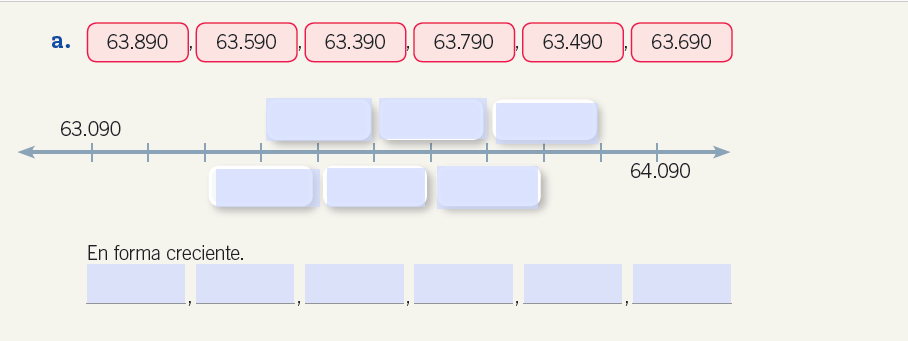 a. 63.890 , 63.590 , 63.390 , 63.790 , 63.490 , 63.690
63.090
64.090
En forma creciente.
, , , , ,